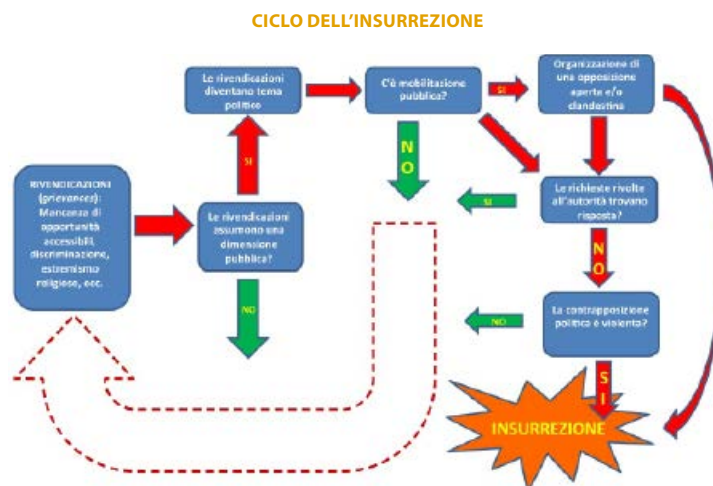 CICLO DELL'INSURREZIONE
Le rivendicazioni
diventano tema
politico
C'è mobilitazione
pubblica?
SI
Organizzazione di
una opposizione
aperta e/o
clandestina
SI
NO
RIVENDICAZIONI
(grievances):
Mancanza di
opportunità
accessibili,
discriminazione,
estremismo
religioso, ecc.
Le rivendicazioni
assumono una
dimensione
pubblica?
SI
Le richieste rivolte
all'autorità trovano
risposta?
NO
NO
NO
La contrapposizione
politica è violenta?
SI
INSURREZIONE